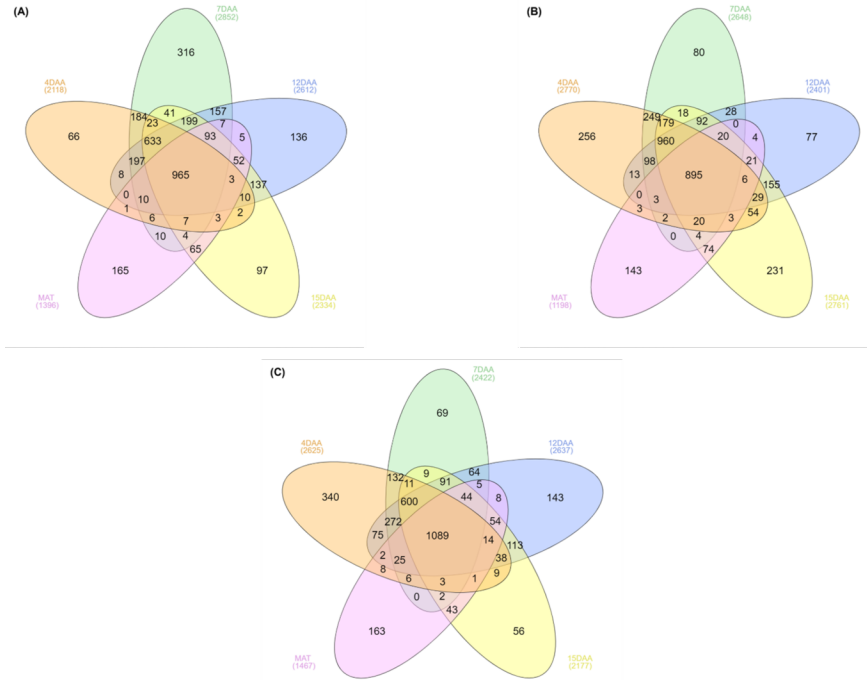 (A)
7DAA
(2852)
316
4DAA
(2118)
12DAA
(2612)
184 41 157
23 199 7
66 633 93 5 136
197 52
8 965 3 137
0 10 10
1 6 7 3 2
10 4
65
165 97
MAT
(1396)
15DAA
(2334)
(B)
7DAA
(2648)
80
4DAA
(2770)
12DAA
(2401)
249 18 28
179 92 0
256 960 20 4 77
98 21
13 895 6 155
0 3 29
3 2 20 3 54
0 4
74
143 231
MAT
(1198)
15DAA
(2761)
(C)
7DAA
(2422)
69
4DAA
(2625)
12DAA
(2637)
132 9 64
11 91 5
340 600 44 8 143
272 54
75 1089 14 113
2 25 38
8 6 3 1 9
0 2
43
163 56
MAT
(1467)
15DAA
(2177)